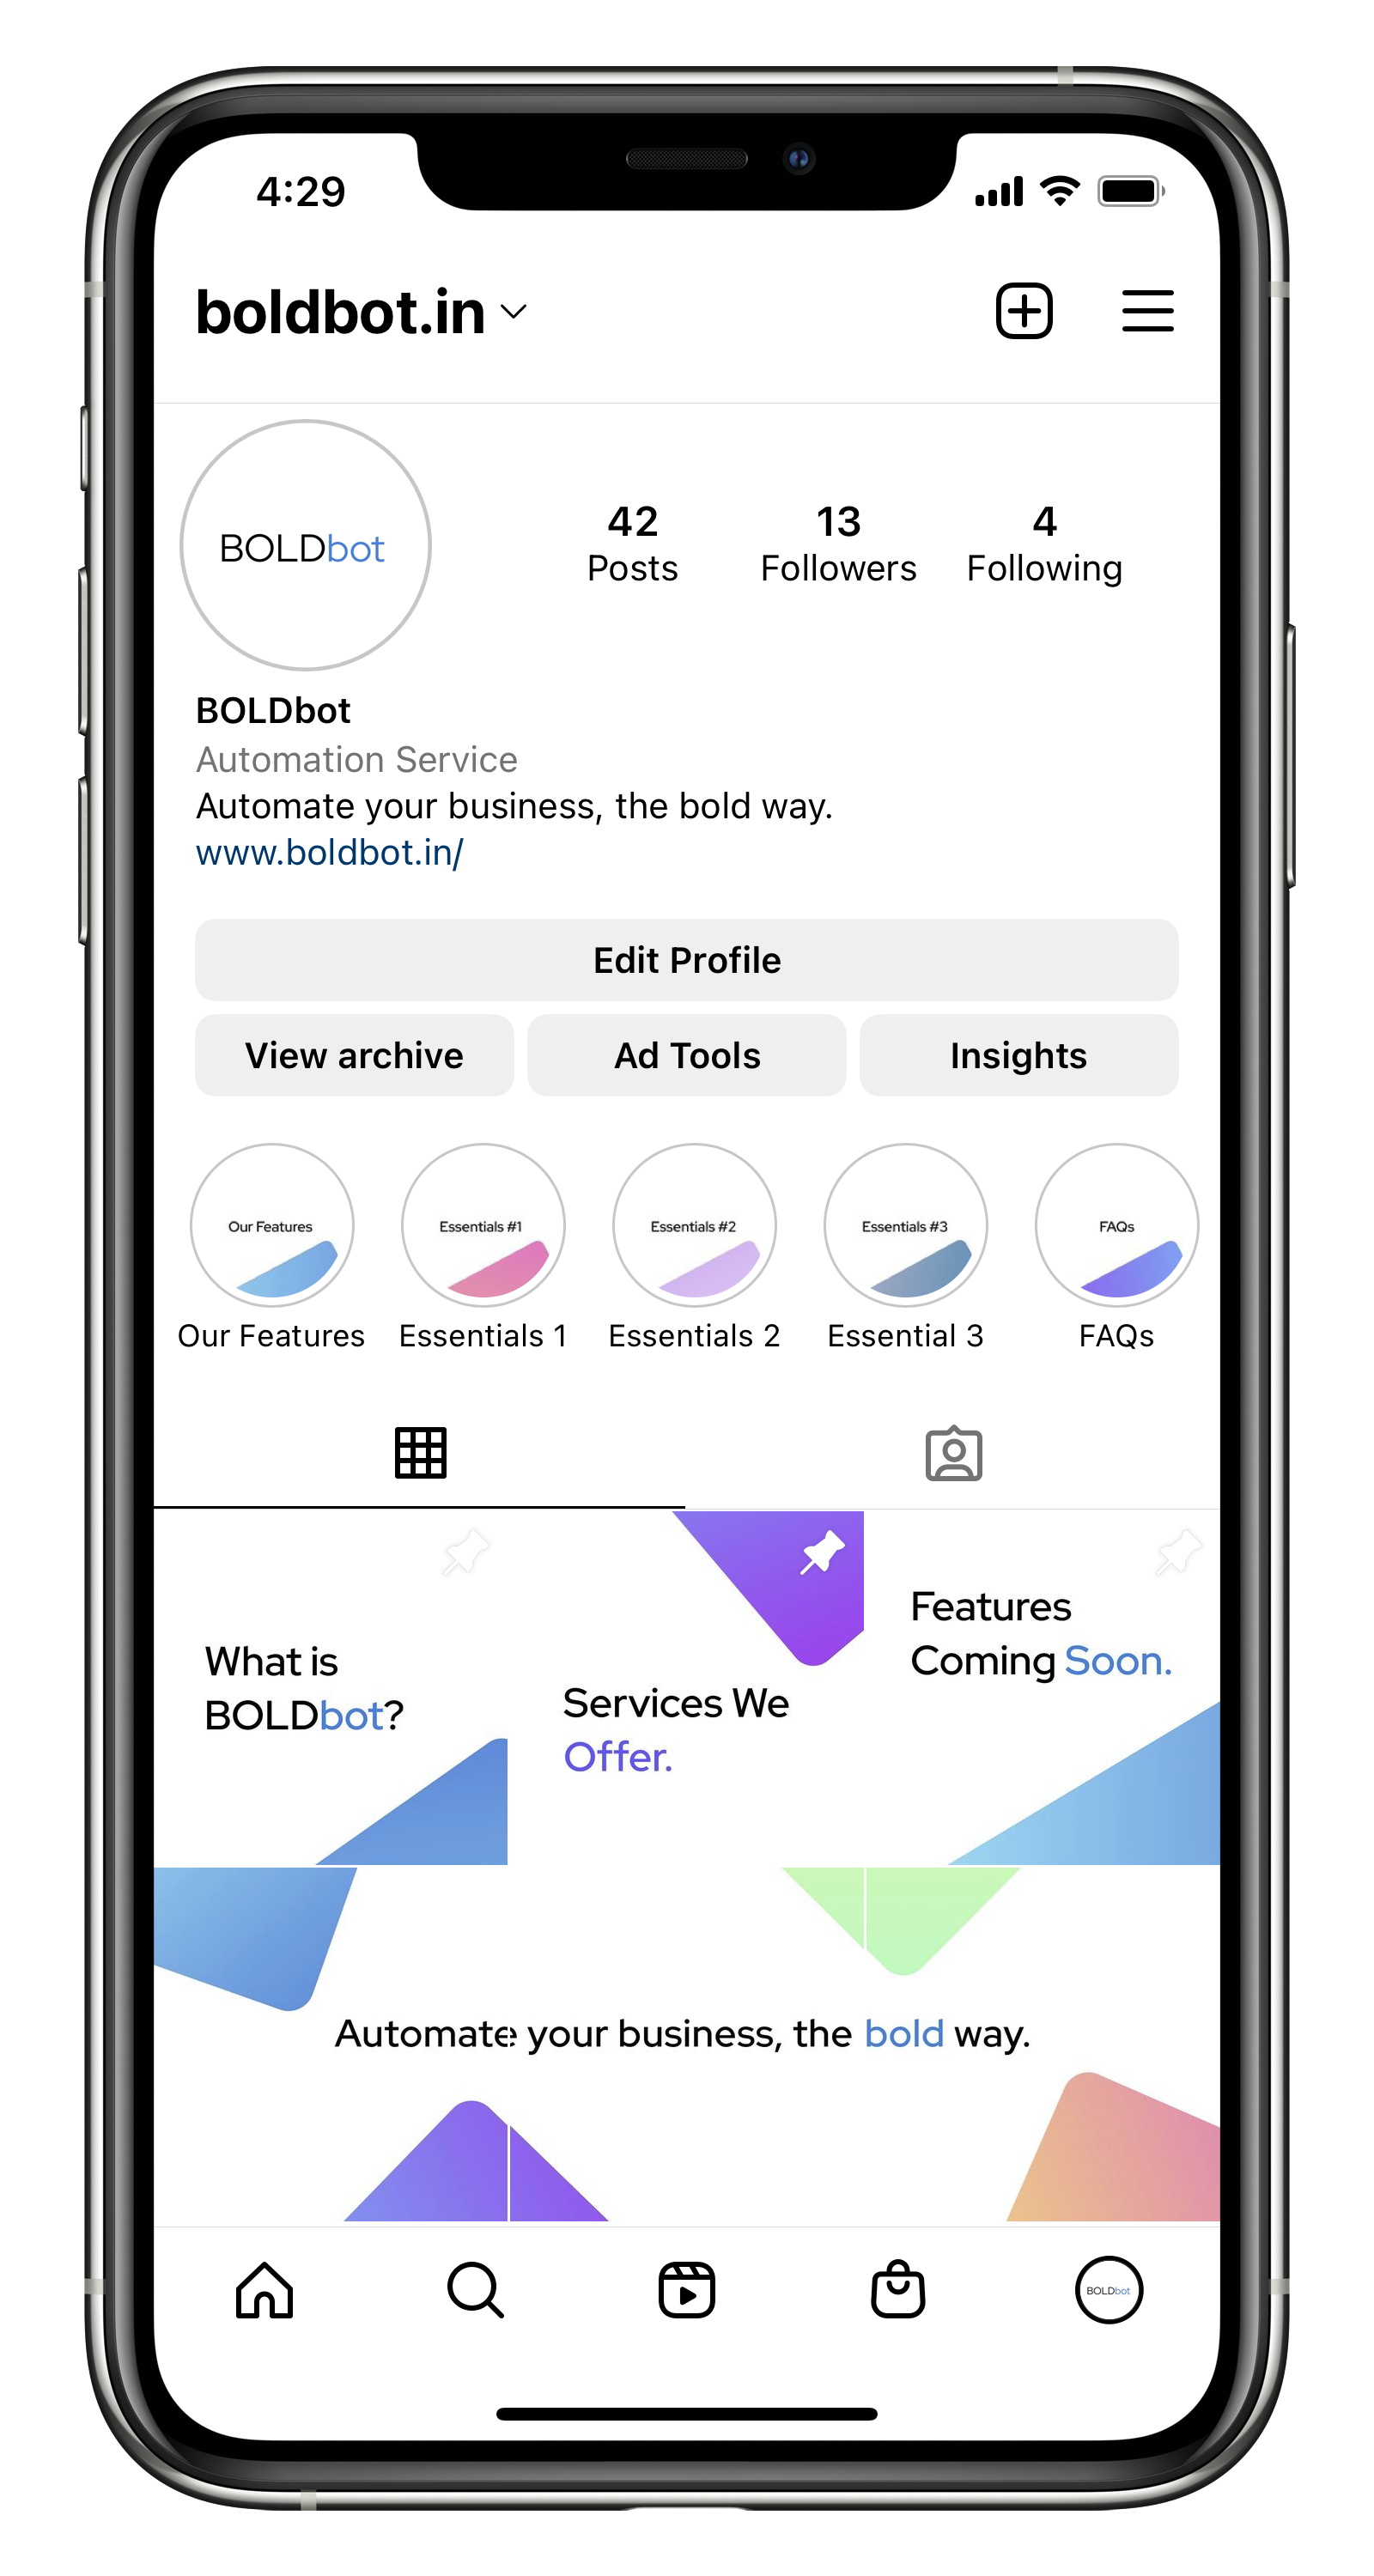 4:29
boldbot.in
BOLDbot
42 13 4
Posts Followers Following
BOLDbot
Automation Service
Automate your business, the bold way.
www.boldbot.in/
Edit Profile
View archive Ad Tools Insights
Our Features Essentials #1 Essentials #2 Essentials #3 FAQs
Our Features Essentials 1 Essentials 2 Essential 3 FAQs
What is
BOLDbot?
Services We
Offer.
Features
Coming Soon.
Automate your business, the bold way.
BOLDbot